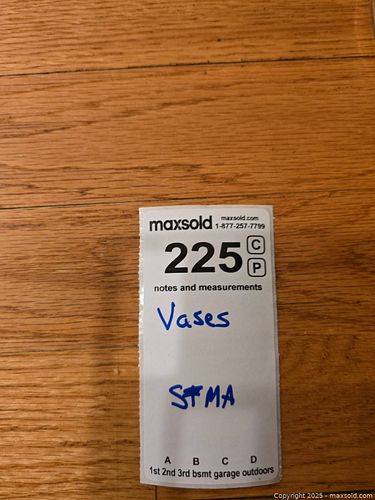 maxsold maxsold.com
1-877-257-7799
225 C
P
notes and measurements
Vases
A B C D
1st 2nd 3rd bsmt garage outdoors
Copyright 2025 - maxsold.com